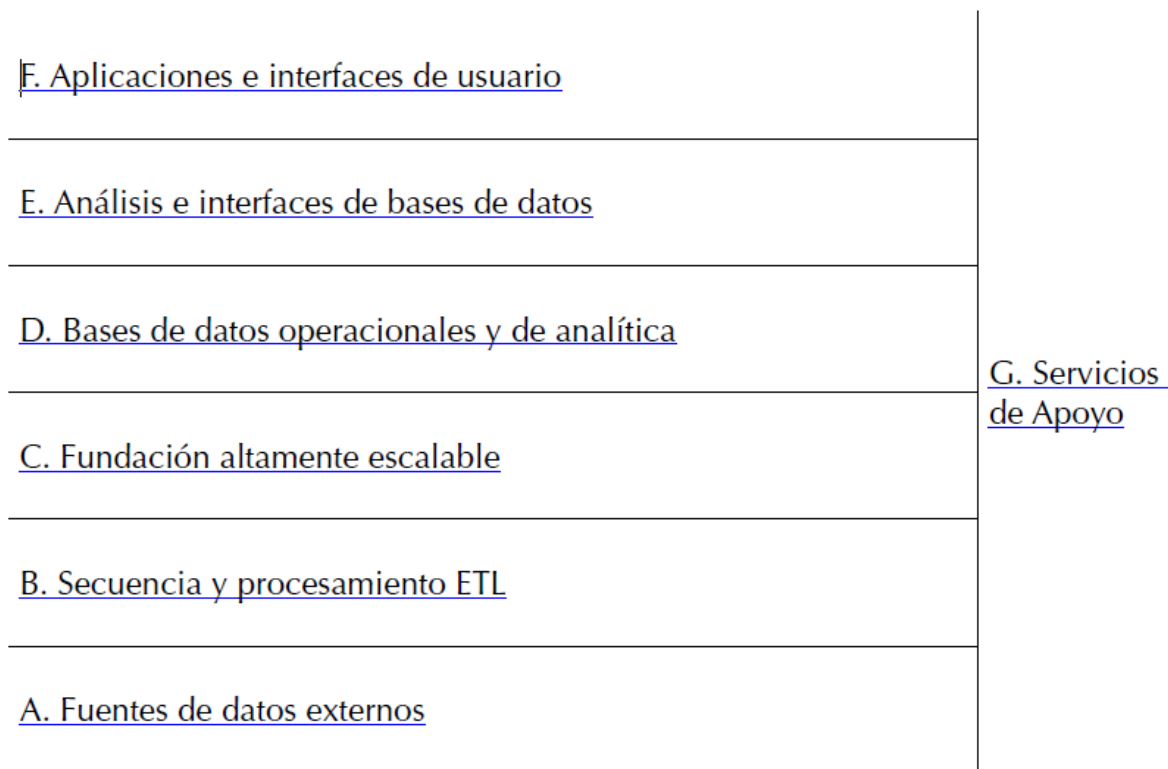 F. Aplicaciones e interfaces de usuario
E. Análisis e interfaces de bases de datos
D. Bases de datos operacionales y de analítica
C. Fundación altamente escalable
B. Secuencia y procesamiento ETL
A. Fuentes de datos externos
G. Servicios
de Apoyo